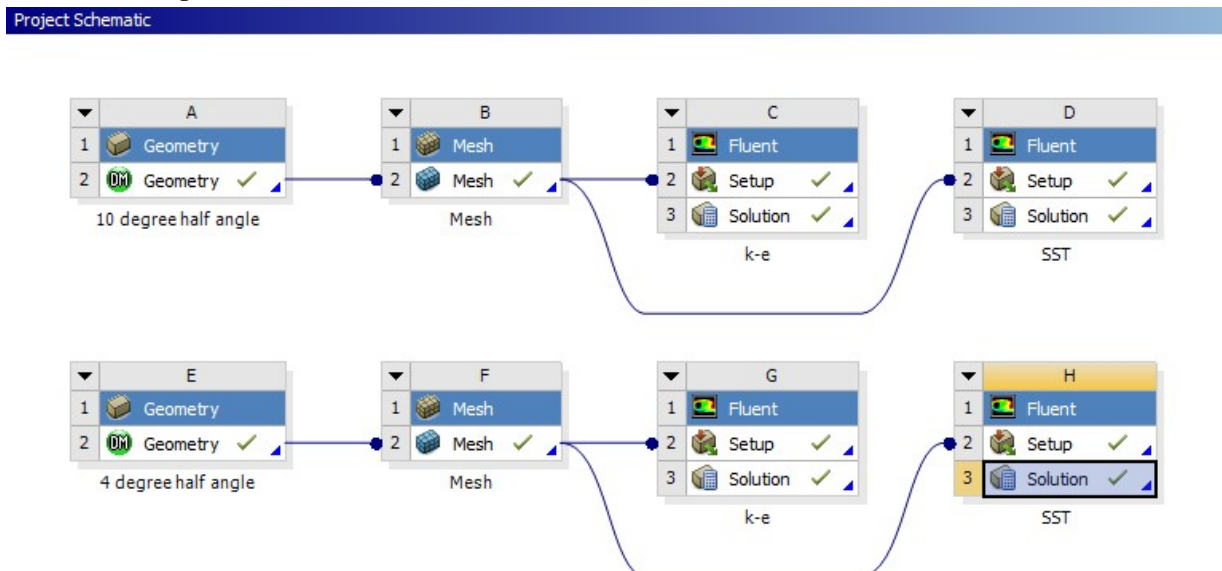 Project Schematic
A
1 Geometry
2 DM Geometry
10 degree half angle
B
1 Mesh
2 Mesh
Mesh
C
1 Fluent
2 Setup
3 Solution
k-e
D
1 Fluent
2 Setup
3 Solution
SST
E
1 Geometry
2 DM Geometry
4 degree half angle
F
1 Mesh
2 Mesh
Mesh
G
1 Fluent
2 Setup
3 Solution
k-e
H
1 Fluent
2 Setup
3 Solution
SST